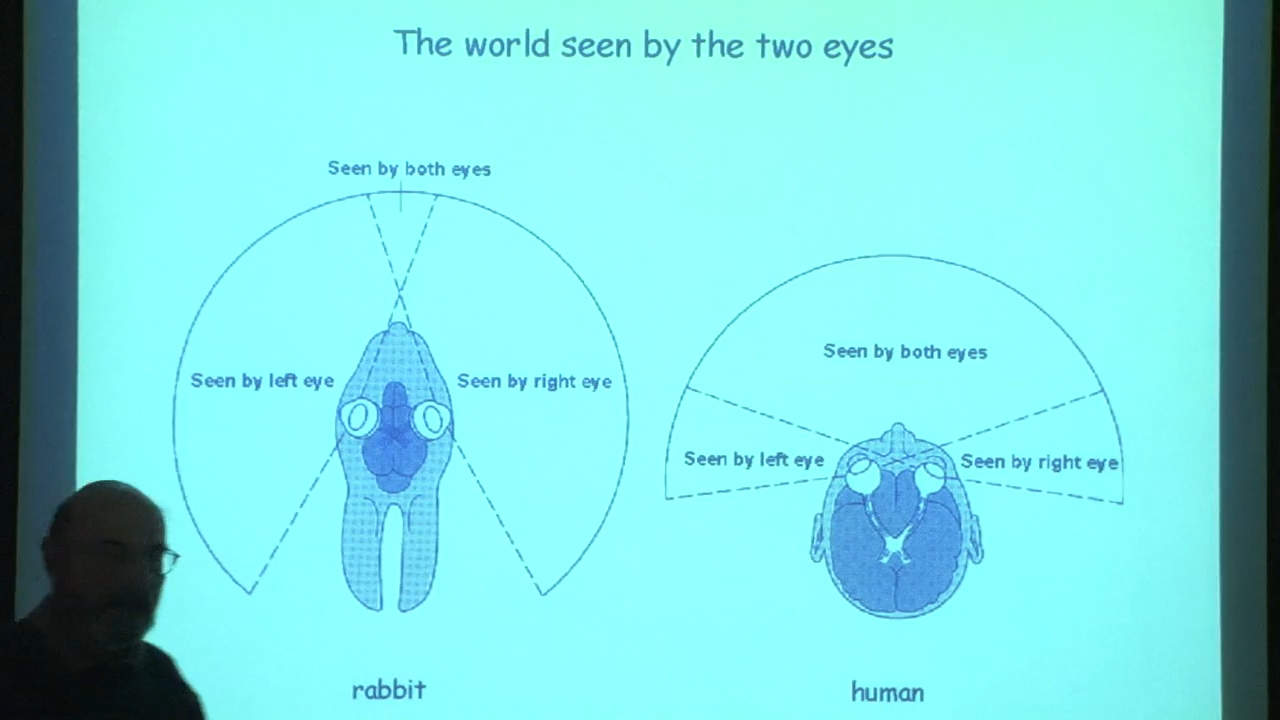 The world seen by the two eyes
Seen by both eyes
Seen by left eye
Seen by right eye
Seen by both eyes
Seen by left eye
Seen by right eye
rabbit
human